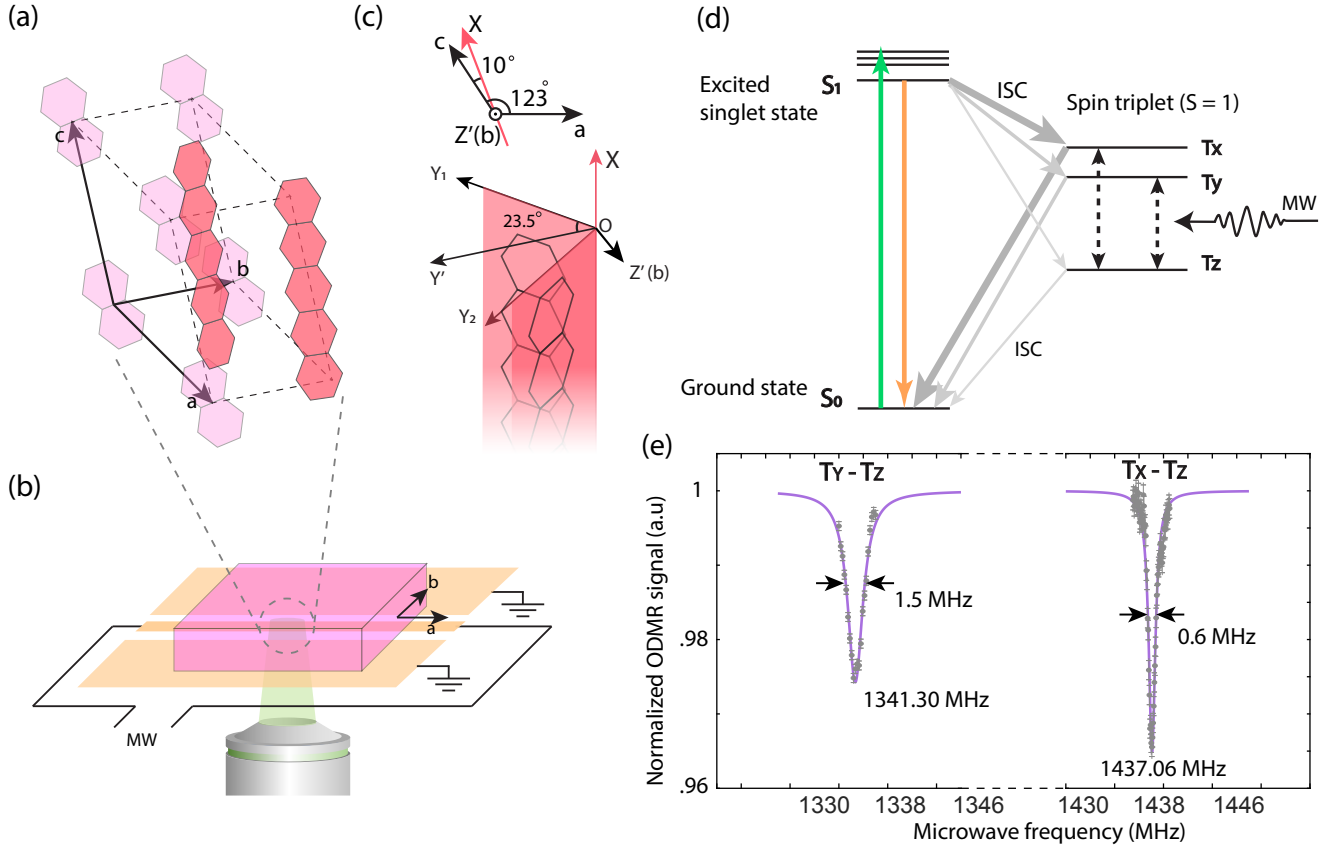 (a)
c
b
a
(b)
b
a
MW
(c)
X
c
10°
123°
a
Z'(b)
X
Y₁
23.5°
O
Y'
Z'(b)
Y₂
(d)
Excited
singlet state
S₁
ISC
Spin triplet (S = 1)
Tx
Ty
MW
Tz
ISC
Ground state
S₀
(e)
TY - TZ
TX - TZ
1
.98
.96
Normalized ODMR signal (a.u)
1.5 MHz
0.6 MHz
1341.30 MHz
1437.06 MHz
1330
1338
1346
1430
1438
1446
Microwave frequency (MHz)